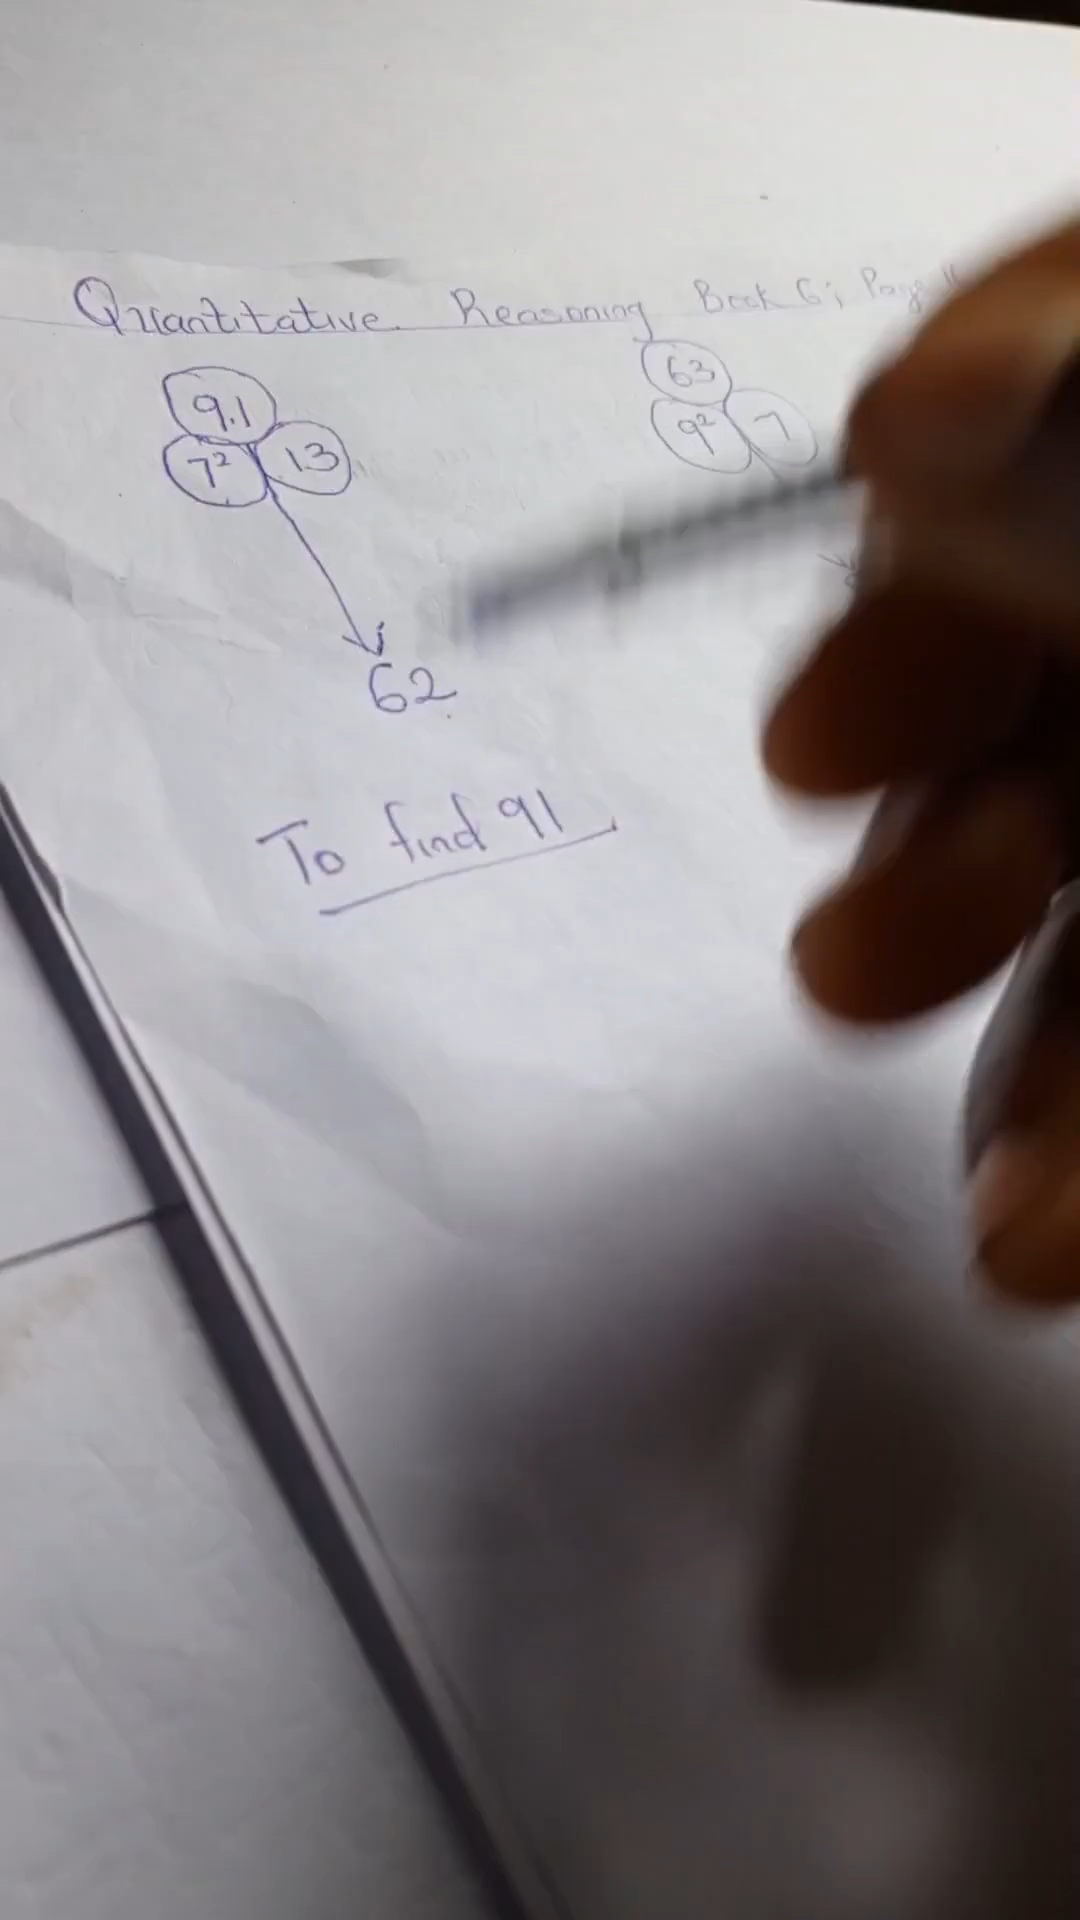 Quantitative Reasoning Book 6; Page
9.1
7² 13
62
63
9² 7
To find 91